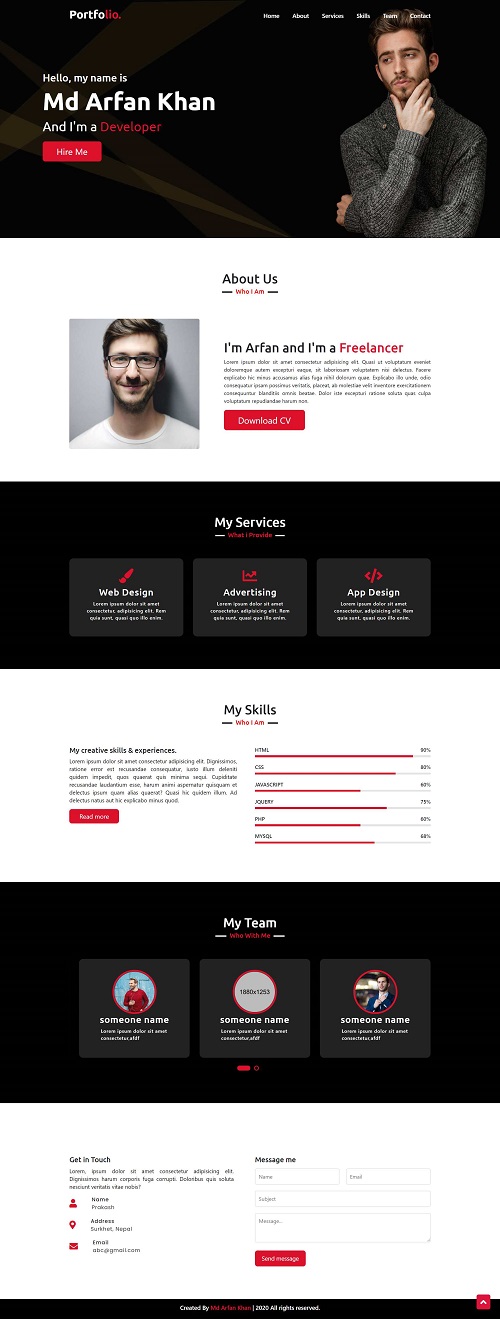 Portfolio.
Home About Services Skills Team Contact
Hello, my name is
Md Arfan Khan
And I'm a Developer
Hire Me
About Us
Who I Am
I'm Arfan and I'm a Freelancer
Lorem ipsum dolor sit amet consectetur adipisicing elit. Quasi ut voluptatum eveniet
doloremque autem excepturi eaque, sit laboriosam voluptatem nisi delectus. Facere
explicabo hic minus accusamus alias fuga nihil dolorum quae. Explicabo illo unde, odio
consequatur ipsam possimus veritatis, placeat, ab molestiae velit inventore exercitationem
consequuntur blanditiis omnis beatae. Dolor iste excepturi ratione soluta quas culpa
voluptatum repudiandae harum non.
Download CV
My Services
What I Provide
Web Design
Lorem ipsum dolor sit amet
consectetur, adipisicing elit. Rem
quia sunt, quasi quo illo enim.
Advertising
Lorem ipsum dolor sit amet
consectetur, adipisicing elit. Rem
quia sunt, quasi quo illo enim.
App Design
Lorem ipsum dolor sit amet
consectetur, adipisicing elit. Rem
quia sunt, quasi quo illo enim.
My Skills
Who I Am
My creative skills & experiences.
Lorem ipsum dolor sit amet consectetur adipisicing elit. Dignissimos,
ratione error est recusandae consequatur, iusto illum deleniti
quidem impedit, quos quaerat quis minima sequi. Cupiditate
recusandae laudantium esse, harum animi aspernatur quisquam et
delectus ipsum quam alias quaerat? Quasi hic quidem illum. Ad
delectus natus aut hic explicabo minus quod.
Read more
HTML 90%
CSS 80%
JAVASCRIPT 60%
JQUERY 75%
PHP 60%
MYSQL 68%
My Team
Who With Me
someone name
Lorem ipsum dolor sit amet
consectetur,afdf
1880x1253
someone name
Lorem ipsum dolor sit amet
consectetur,afdf
someone name
Lorem ipsum dolor sit amet
consectetur,afdf
Get in Touch
Lorem, ipsum dolor sit amet consectetur adipisicing elit.
Dignissimos harum corporis fuga corrupti. Doloribus quis soluta
nesciunt veritatis vitae nobis?
Name
Prakash
Address
Surkhet, Nepal
Email
abc@gmail.com
Message me
Name Email
Subject
Message...
Send message
Created By Md Arfan Khan | 2020 All rights reserved.